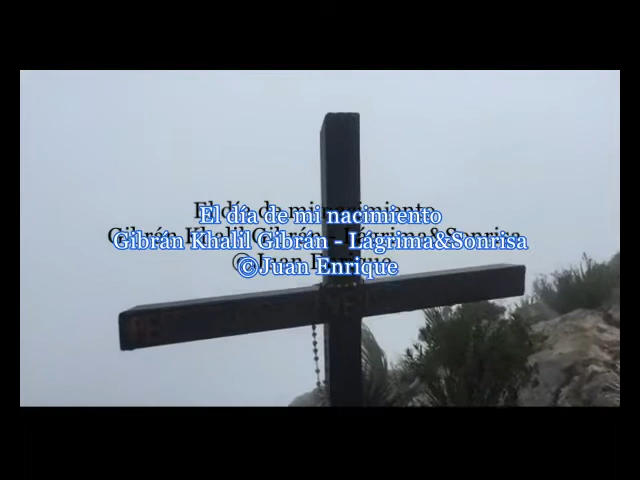 El día de mi nacimiento
Gibrán Khalil Gibrán - Lágrima&Sonrisa
©Juan Enrique